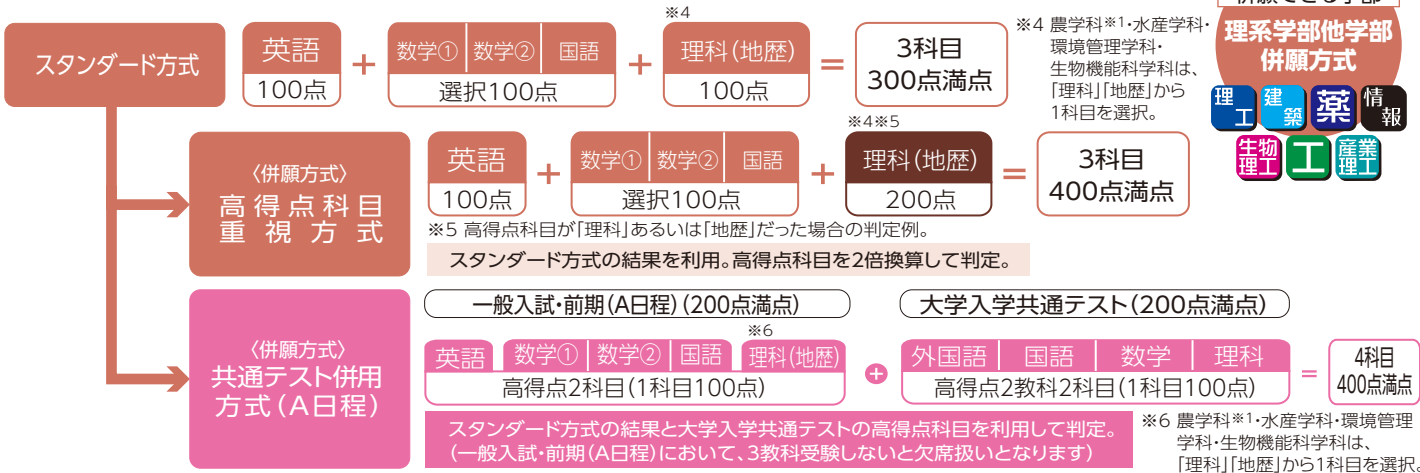 併願できる学部
理系学部他学部
併願方式
理工 建築 薬 情報
生物理工 工 産業理工
スタンダード方式
英語
100点
+
数学① 数学② 国語
選択100点
+
※4
理科(地歴)
100点
=
3科目
300点満点
※4 農学科※1・水産学科・
環境管理学科・
生物機能科学科は、
「理科」「地歴」から
1科目を選択。
〈併願方式〉
高得点科目
重視方式
英語
100点
+
数学① 数学② 国語
選択100点
+
※4※5
理科(地歴)
200点
=
3科目
400点満点
※5 高得点科目が「理科」あるいは「地歴」だった場合の判定例。
スタンダード方式の結果を利用。高得点科目を2倍換算して判定。
〈併願方式〉
共通テスト併用
方式(A日程)
一般入試・前期(A日程)(200点満点)
※6
英語 数学① 数学② 国語 理科(地歴)
高得点2科目(1科目100点)
+
大学入学共通テスト(200点満点)
外国語 国語 数学 理科
高得点2教科2科目(1科目100点)
=
4科目
400点満点
スタンダード方式の結果と大学入学共通テストの高得点科目を利用して判定。
(一般入試・前期(A日程)において、3教科受験しないと欠席扱いとなります)
※6 農学科※1・水産学科・環境管理
学科・生物機能科学科は、
「理科」「地歴」から1科目を選択。